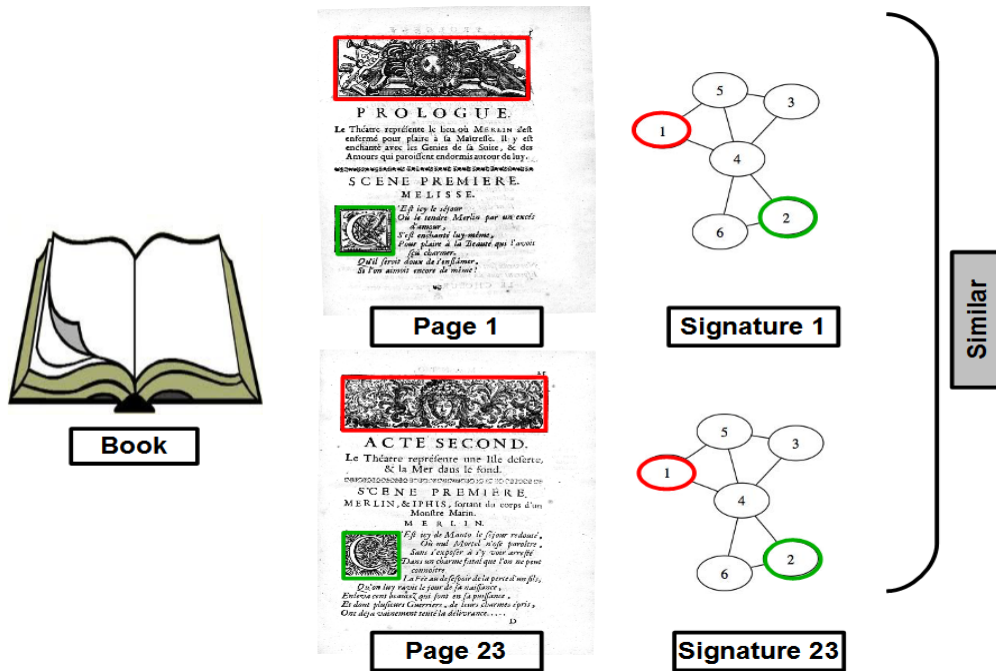 PROLOGUE.
Le Théatre représente le lieu où MERLIN s'est
enfermé pour plaire à sa Maîtresse. Il y est
enchanté avec les Genies de sa Suite, & des
Amours qui paroissent endormis autour de luy.
SCENE PREMIERE.
MELISSE.
C'Est icy le séjour
Où le tendre Merlin par un excés
d'amour,
S'est enchanté luy-même,
Pour plaire à la Beauté qui l'avoit
sçû charmer.
Qu'il seroit doux de s'enflâmer,
Si l'on aimoit encore de même!
Page 1
5
3
1
4
6
2
Signature 1
Similar
Book
ACTE SECOND.
Le Théatre représente une Isle deserte,
& la Mer dans le fond.
SCENE PREMIERE,
MERLIN, & IPHIS, sortant du corps d'un
Monstre Marin.
MERLIN.
C'Est icy de Manto le séjour redouté,
Où nul Mortel n'ose paroître,
Sans s'exposer à s'y voir arresté
Dans un charme fatal que l'on ne peut
connoître
La Fée au desespoir de la perte d'un fils,
Qu'on luy ravit le jour de sa naissance,
Enleva cent beautez qui sont en sa puissance,
Et dont plusieurs Guerriers, de leurs charmes épris,
Ont déja vainement tenté la délivrance.....
D
Page 23
5
3
1
4
6
2
Signature 23